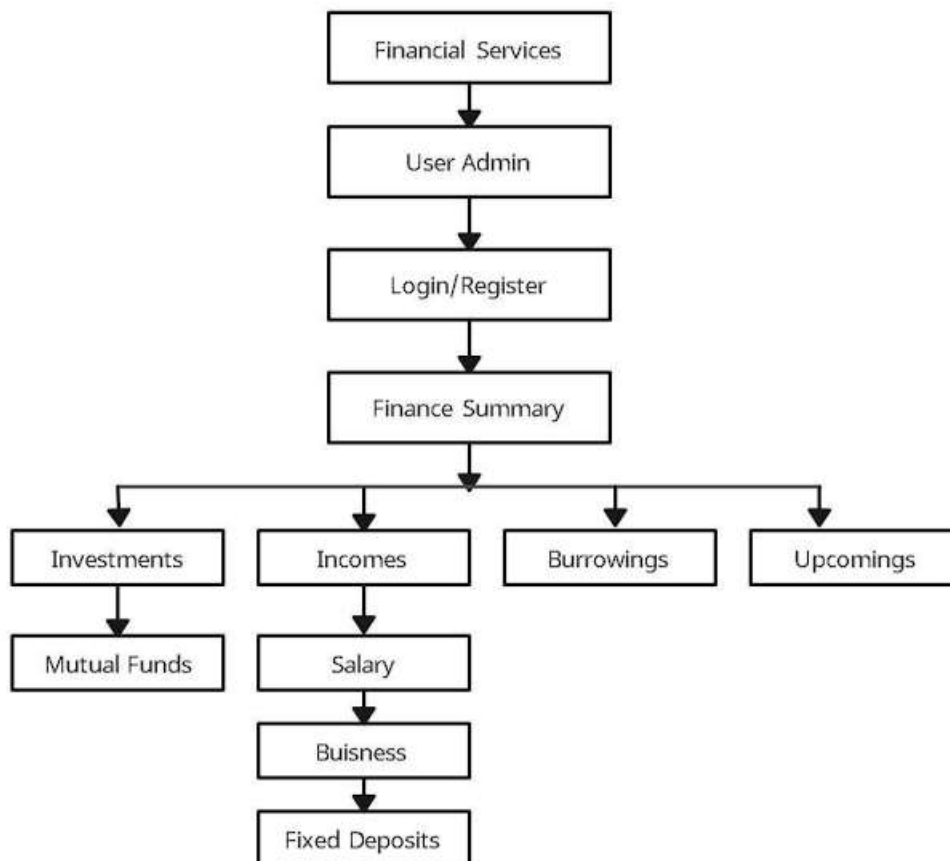 Financial Services
User Admin
Login/Register
Finance Summary
Investments
Incomes
Burrowings
Upcomings
Mutual Funds
Salary
Buisness
Fixed Deposits